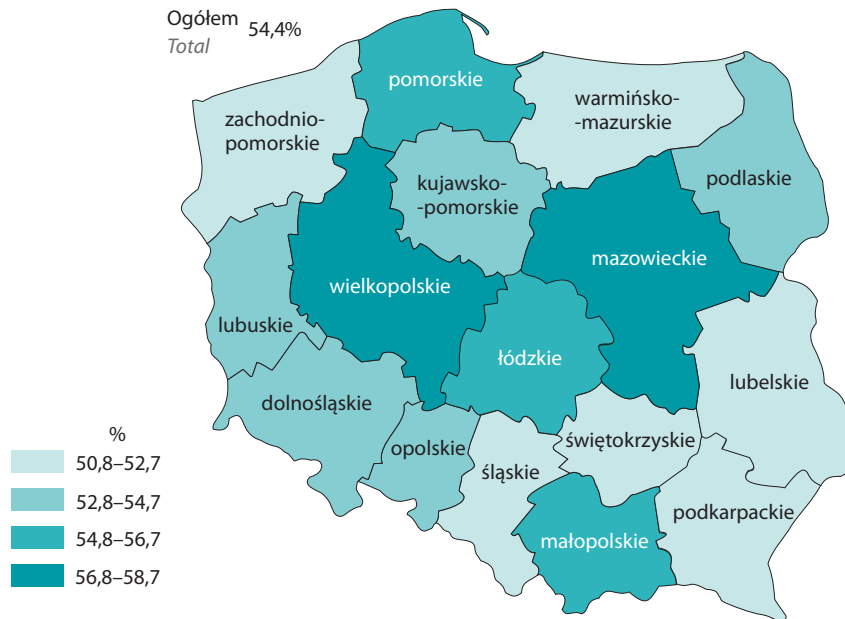 Ogółem 54,4%
Total
pomorskie
warmińsko-
-mazurskie
zachodnio-
pomorskie
podlaskie
kujawsko-
-pomorskie
mazowieckie
wielkopolskie
lubuskie
łódzkie
lubelskie
dolnośląskie
opolskie
świętokrzyskie
śląskie
podkarpackie
małopolskie
%
50,8–52,7
52,8–54,7
54,8–56,7
56,8–58,7